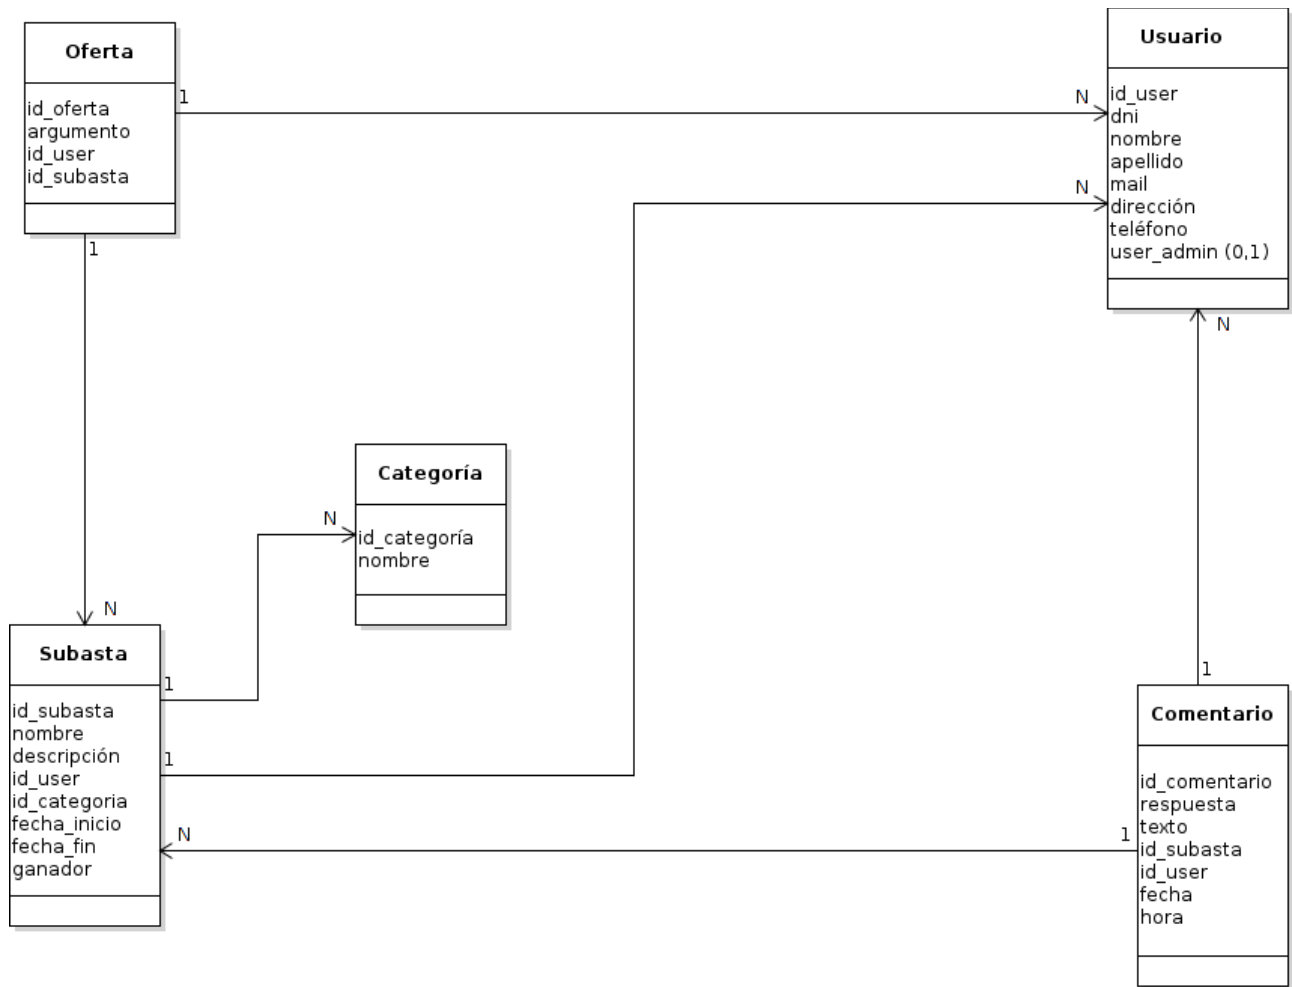 Oferta
id_oferta
argumento
id_user
id_subasta
1
N
1
N
Usuario
id_user
dni
nombre
apellido
mail
dirección
teléfono
user_admin (0,1)
N
N
Categoría
id_categoría
nombre
N
Subasta
id_subasta
nombre
descripción
id_user
id_categoria
fecha_inicio
fecha_fin
ganador
1
1
N
1
1
Comentario
id_comentario
respuesta
texto
id_subasta
id_user
fecha
hora